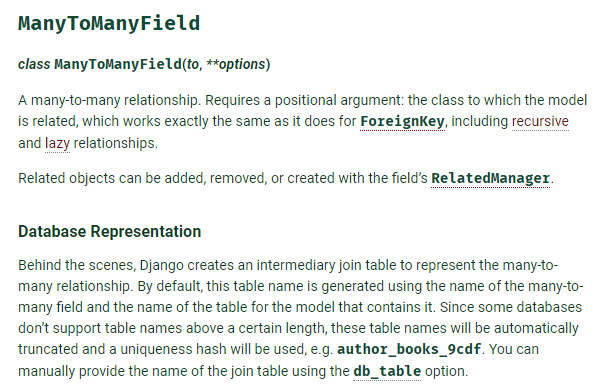 ManyToManyField
class ManyToManyField(to, **options)
A many-to-many relationship. Requires a positional argument: the class to which the model
is related, which works exactly the same as it does for ForeignKey, including recursive
and lazy relationships.
Related objects can be added, removed, or created with the field’s RelatedManager.
Database Representation
Behind the scenes, Django creates an intermediary join table to represent the many-to-
many relationship. By default, this table name is generated using the name of the many-to-
many field and the name of the table for the model that contains it. Since some databases
don’t support table names above a certain length, these table names will be automatically
truncated and a uniqueness hash will be used, e.g. author_books_9cdf. You can
manually provide the name of the join table using the db_table option.